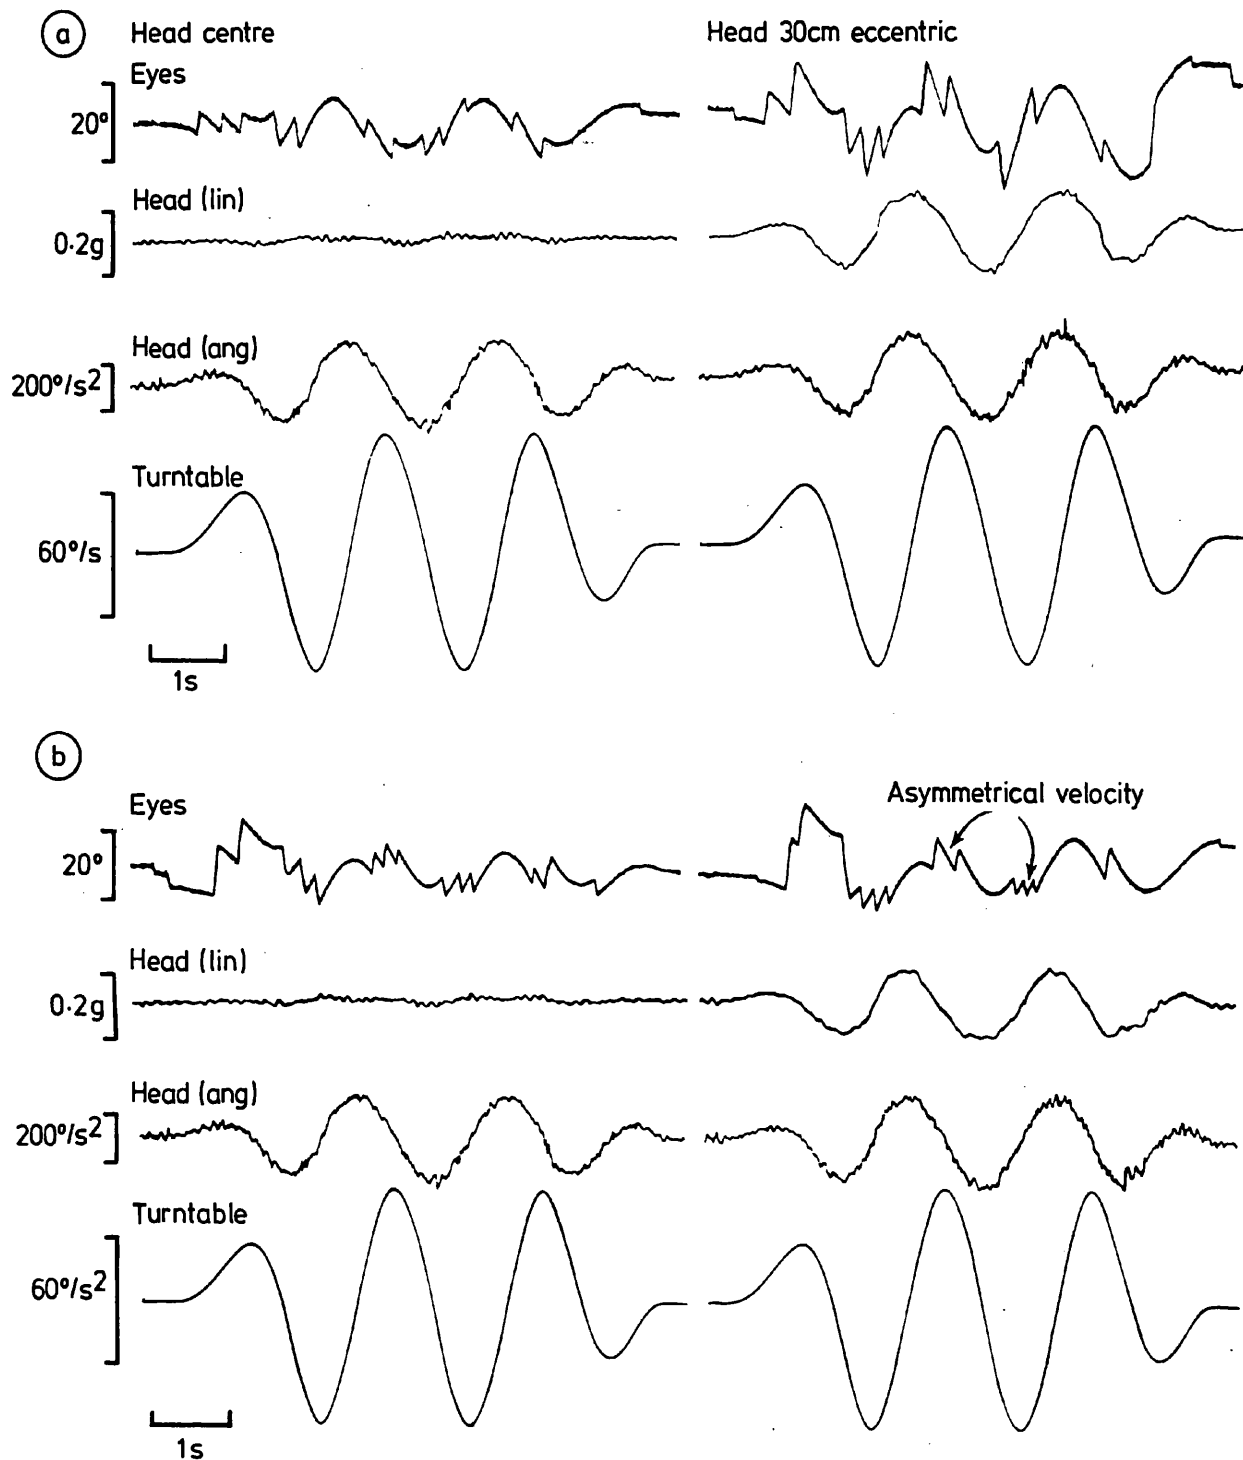 a
Head centre
Head 30cm eccentric
Eyes
20°
Head (lin)
0·2g
Head (ang)
200°/s2
Turntable
60°/s
1s
b
Eyes
Asymmetrical velocity
20°
Head (lin)
0·2g
Head (ang)
200°/s2
Turntable
60°/s2
1s